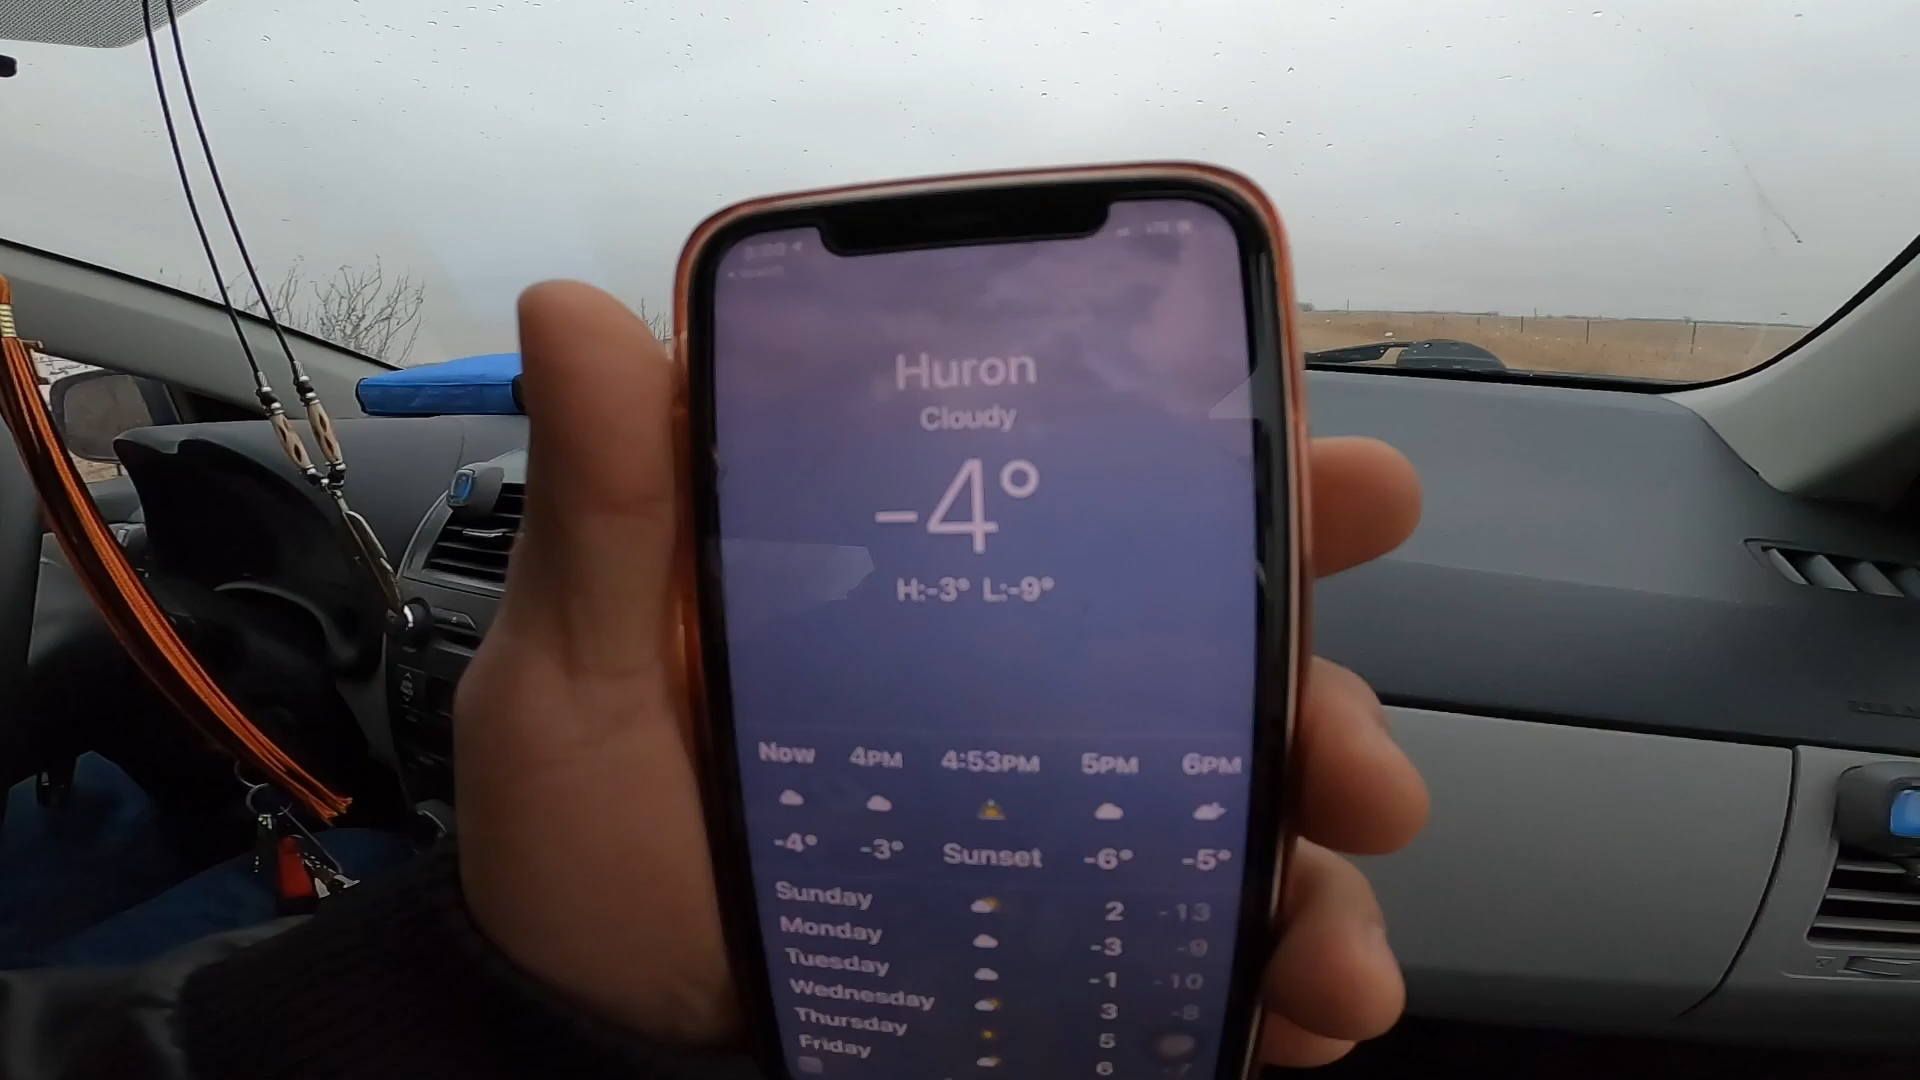 Huron
Cloudy
-4°
H:-3° L:-9°
Now 4PM 4:53PM 5PM 6PM
-4° -3° Sunset -6° -5°
Sunday 2 -13
Monday -3 -9
Tuesday -1 -10
Wednesday 3 -8
Thursday 5
Friday 6 -7